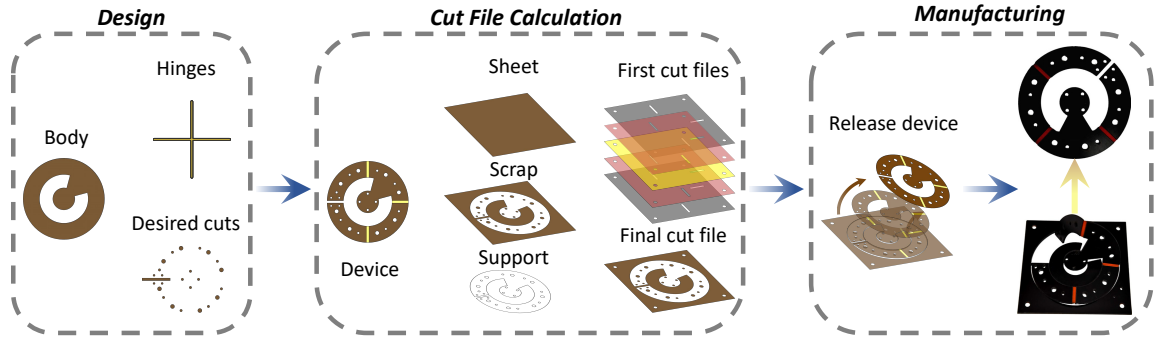 Design
Cut File Calculation
Manufacturing
Hinges
Body
Desired cuts
Sheet
First cut files
Scrap
Device
Support
Final cut file
Release device